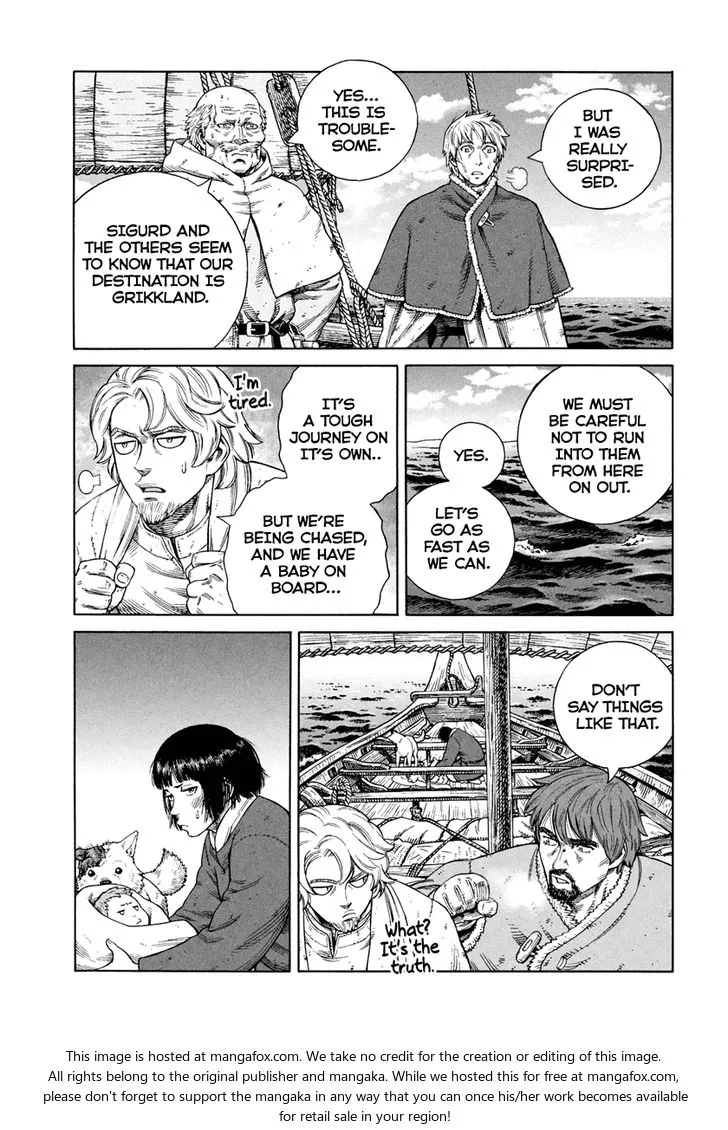 YES...
THIS IS
TROUBLE-
SOME.
BUT
I WAS
REALLY
SURPRI-
SED.
SIGURD AND
THE OTHERS SEEM
TO KNOW THAT OUR
DESTINATION IS
GRIKKLAND.
I'm
tired.
IT'S
A TOUGH
JOURNEY ON
IT'S OWN..
BUT WE'RE
BEING CHASED,
AND WE HAVE
A BABY ON
BOARD...
WE MUST
BE CAREFUL
NOT TO RUN
INTO THEM
FROM HERE
ON OUT.
YES.
LET'S
GO AS
FAST AS
WE CAN.
DON'T
SAY THINGS
LIKE THAT.
What?
It's the
truth.
This image is hosted at mangafox.com. We take no credit for the creation or editing of this image.
All rights belong to the original publisher and mangaka. While we hosted this for free at mangafox.com,
please don't forget to support the mangaka in any way that you can once his/her work becomes available
for retail sale in your region!